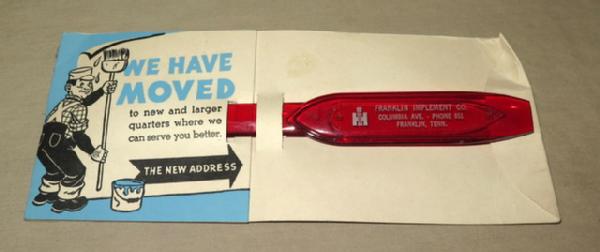 WE HAVE
MOVED
to new and larger
quarters where we
can serve you better.
THE NEW ADDRESS
FRANKLIN IMPLEMENT CO.
COLUMBIA AVE. - PHONE 855
FRANKLIN, TENN.